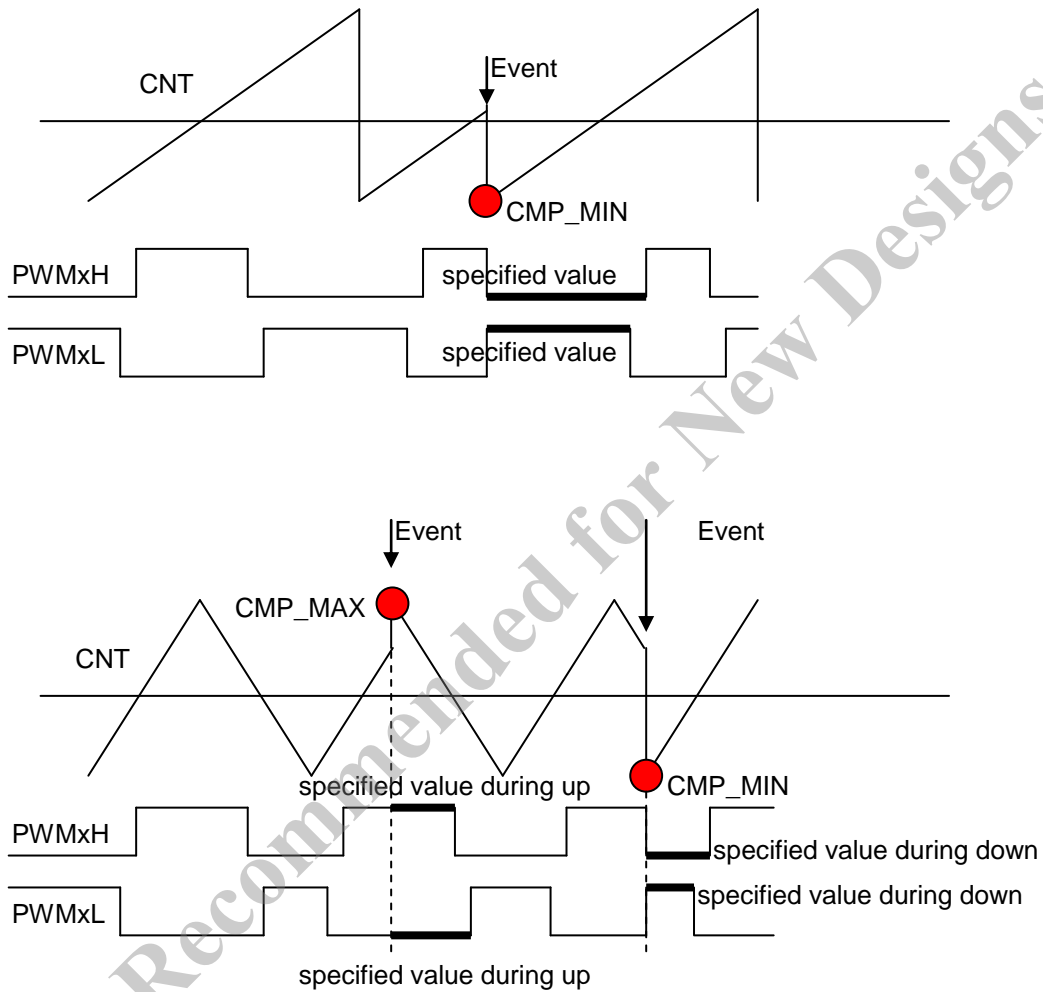 Event
CNT
CMP_MIN
PWMxH
specified value
PWMxL
specified value
Recommended for New Designs
Event
Event
CMP_MAX
CNT
specified value during up
CMP_MIN
PWMxH
specified value during down
specified value during down
PWMxL
specified value during up